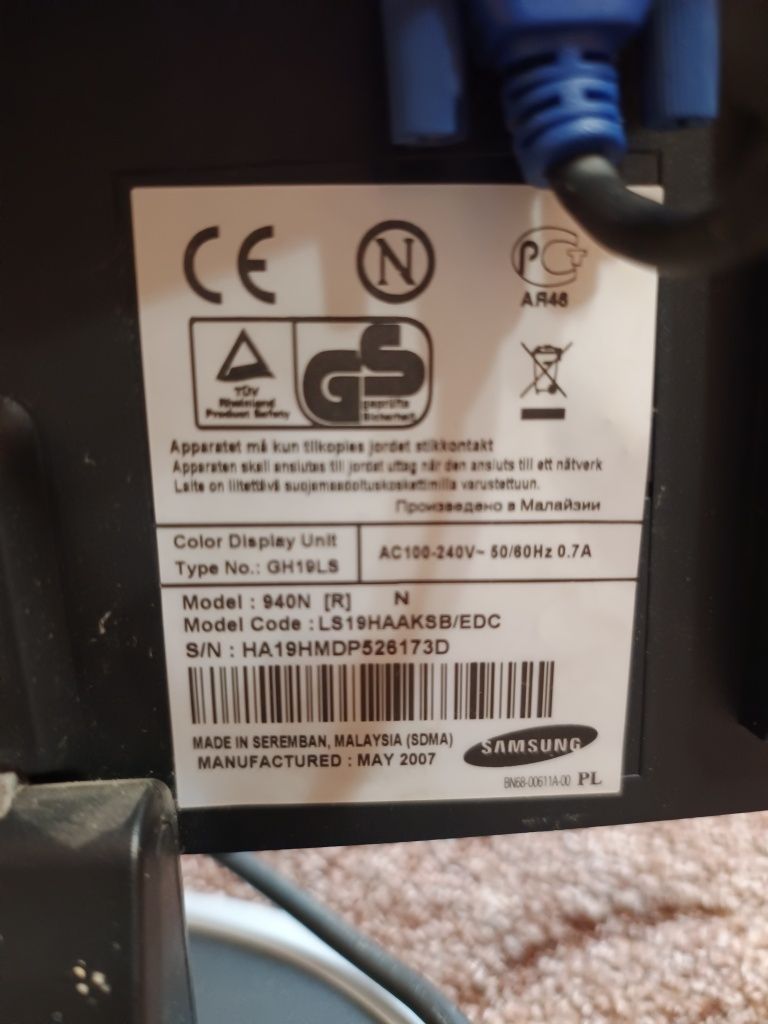 CE
N
PC
АЯ46
TÜV
Rheinland
Product Safety
GS
geprüfte
Sicherheit
Apparatet må kun tilkoples jordet stikkontakt
Apparaten skall anslutas till jordat uttag när den ansluts till ett nätverk
Laite on liitettävä suojamaadoituskoskettimilla varustettuun.
Произведено в Малайзии
Color Display Unit
Type No.: GH19LS
AC100-240V~ 50/60Hz 0.7A
Model : 940N [R] N
Model Code : LS19HAAKSB/EDC
S/N : HA19HMDP526173D
MADE IN SEREMBAN, MALAYSIA (SDMA)
MANUFACTURED : MAY 2007
SAMSUNG
BN68-00611A-00 PL